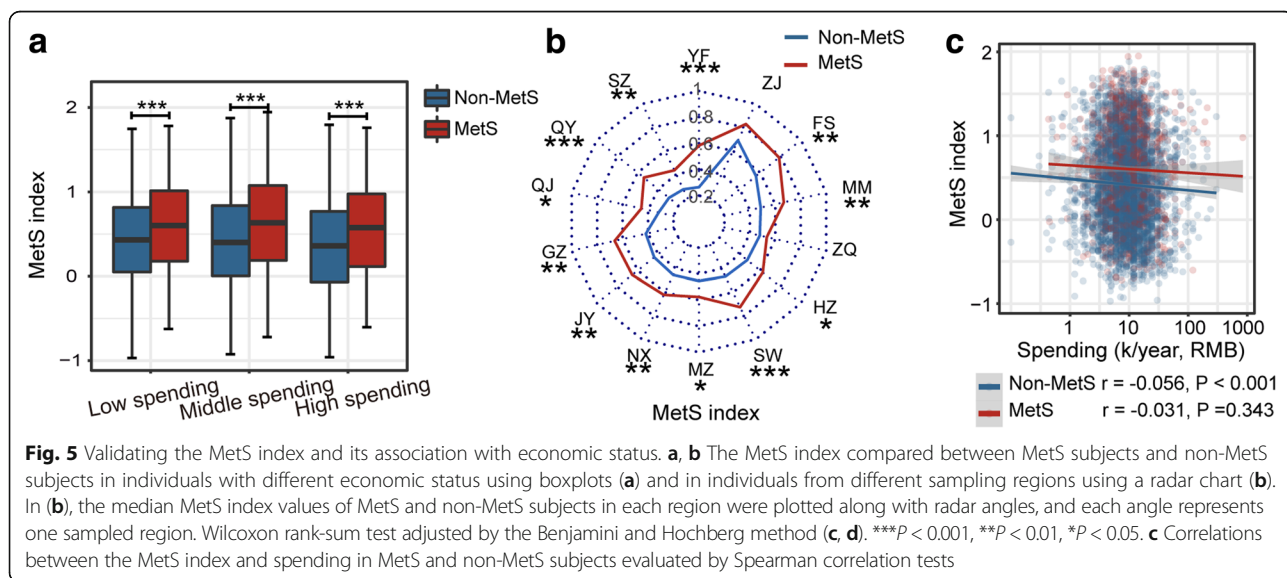 a
2
1
0
−1
MetS index
***
***
***
Low spending
Middle spending
High spending
Non-MetS
MetS
b
Non-MetS
MetS
YF
***
ZJ
FS
**
MM
**
ZQ
HZ
*
SW
***
MZ
*
NX
**
JY
**
GZ
**
QJ
*
QY
***
SZ
**
1
0.8
0.6
0.4
0.2
MetS index
c
2
1
0
−1
MetS index
1
10
100
1000
Spending (k/year, RMB)
Non-MetS r = -0.056, P < 0.001
MetS r = -0.031, P =0.343
Fig. 5 Validating the MetS index and its association with economic status. a, b The MetS index compared between MetS subjects and non-MetS
subjects in individuals with different economic status using boxplots (a) and in individuals from different sampling regions using a radar chart (b).
In (b), the median MetS index values of MetS and non-MetS subjects in each region were plotted along with radar angles, and each angle represents
one sampled region. Wilcoxon rank-sum test adjusted by the Benjamini and Hochberg method (c, d). ***P < 0.001, **P < 0.01, *P < 0.05. c Correlations
between the MetS index and spending in MetS and non-MetS subjects evaluated by Spearman correlation tests